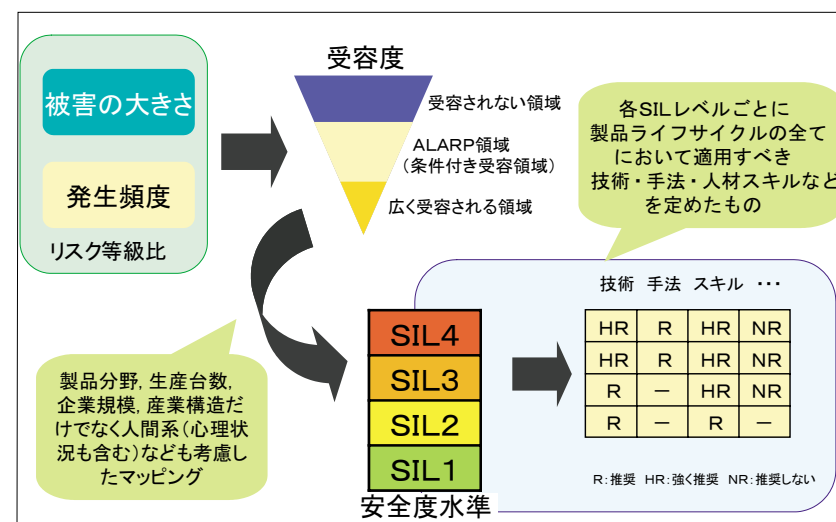 被害の大きさ
発生頻度
リスク等級比
受容度
受容されない領域
ALARP領域
(条件付き受容領域)
広く受容される領域
各SILレベルごとに
製品ライフサイクルの全て
において適用すべき
技術・手法・人材スキルなど
を定めたもの
製品分野, 生産台数,
企業規模, 産業構造だ
けでなく人間系(心理状
況も含む)なども考慮し
たマッピング
SIL4
SIL3
SIL2
SIL1
安全度水準
技術 手法 スキル ・・・
HR R HR NR
HR R HR NR
R － HR NR
R － R －
R:推奨 HR:強く推奨 NR:推奨しない